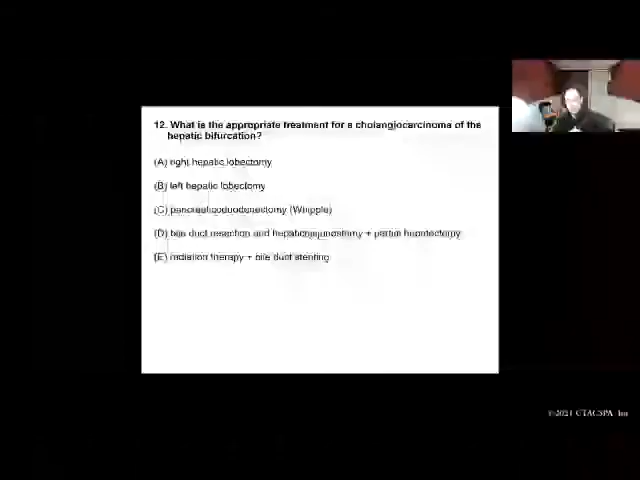 12. What is the appropriate treatment for a cholangiocarcinoma of the
hepatic bifurcation?
(A) right hepatic lobectomy
(B) left hepatic lobectomy
(C) pancreaticoduodenectomy (Whipple)
(D) bile duct resection and hepaticojejunostomy + partial hepatectomy
(E) radiation therapy + bile duct stenting
©2021 CTACSPA Inc